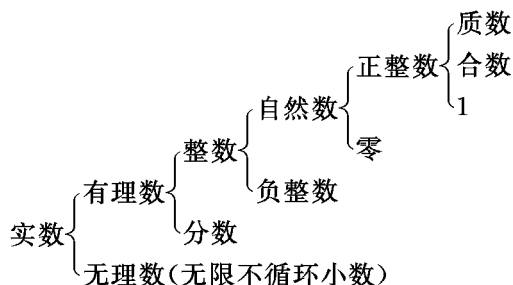 质数
正整数 合数
1
自然数
零
整数
负整数
有理数
分数
实数
无理数(无限不循环小数)